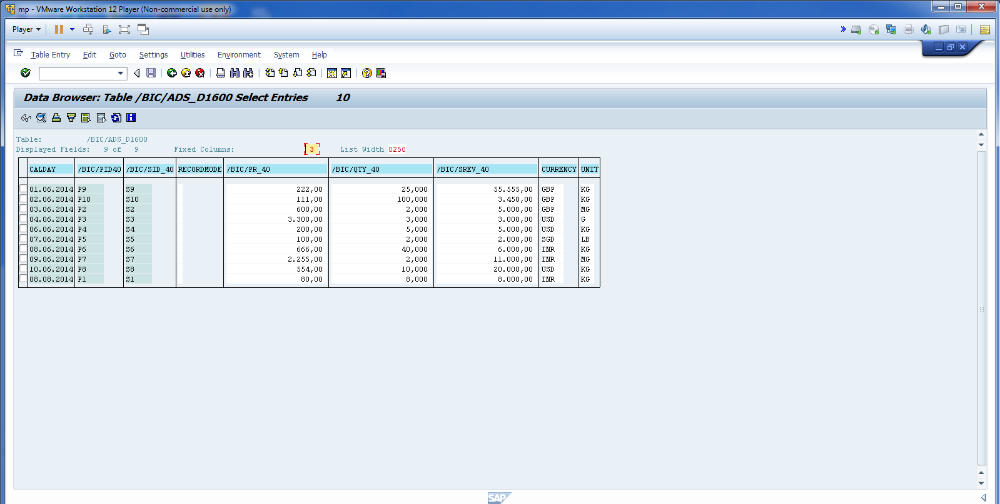 mp - VMware Workstation 12 Player (Non-commercial use only)
Player
Table Entry Edit Goto Settings Utilities Environment System Help
Data Browser: Table /BIC/ADS_D1600 Select Entries 10
Table: /BIC/ADS_D1600
Displayed Fields: 9 of 9 Fixed Columns: 3 List Width 0250
CALDAY /BIC/PID40 /BIC/SID_40 RECORDMODE /BIC/PR_40 /BIC/QTY_40 /BIC/SREV_40 CURRENCY UNIT
01.06.2014 P9 S9 222,00 25,000 55.555,00 GBP KG
02.06.2014 P10 S10 111,00 100,000 3.450,00 GBP KG
03.06.2014 P2 S2 600,00 2,000 5.000,00 GBP MG
04.06.2014 P3 S3 3.300,00 3,000 3.000,00 USD G
06.06.2014 P4 S4 200,00 5,000 5.000,00 USD KG
07.06.2014 P5 S5 100,00 2,000 2.000,00 SGD LB
08.06.2014 P6 S6 666,00 40,000 6.000,00 INR KG
09.06.2014 P7 S7 2.255,00 2,000 11.000,00 INR MG
10.06.2014 P8 S8 554,00 10,000 20.000,00 USD KG
08.08.2014 P1 S1 80,00 8,000 8.000,00 INR KG
SAP